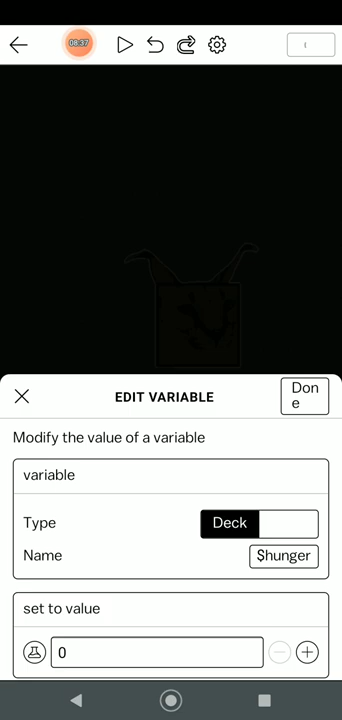 08:37
EDIT VARIABLE
Don
e
Modify the value of a variable
variable
Type
Deck
Name
$hunger
set to value
0